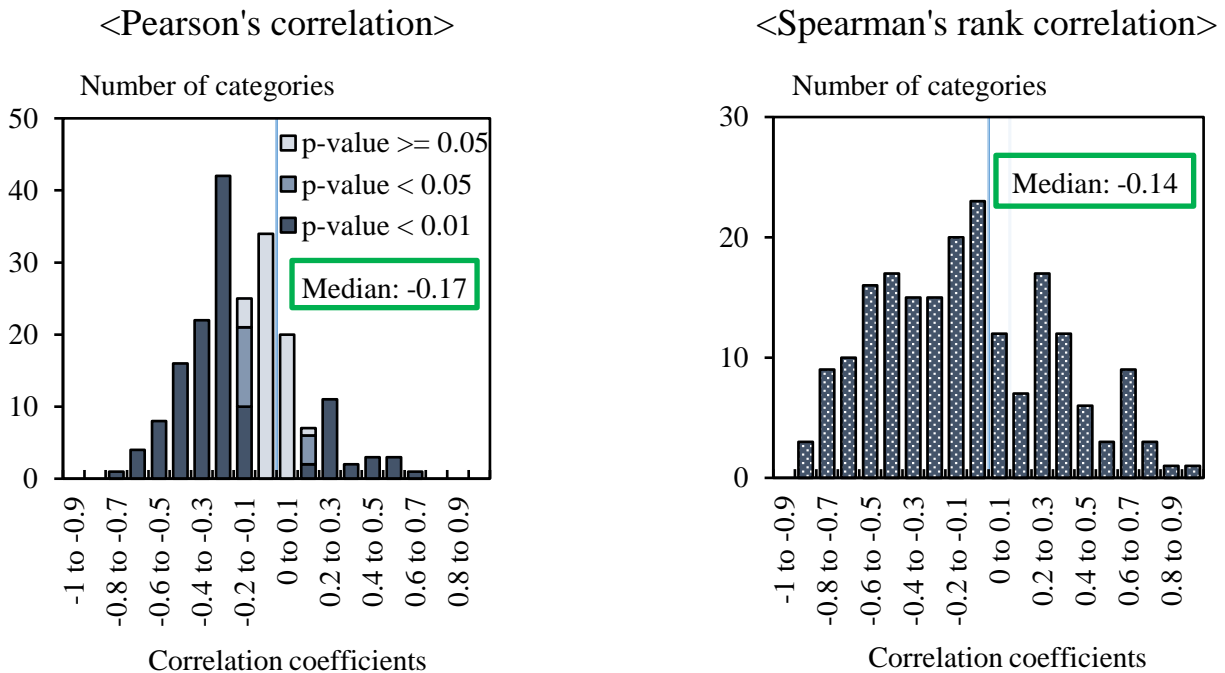 <Pearson's correlation>
Number of categories
50
40
30
20
10
0
p-value >= 0.05
p-value < 0.05
p-value < 0.01
Median: -0.17
-1 to -0.9
-0.8 to -0.7
-0.6 to -0.5
-0.4 to -0.3
-0.2 to -0.1
0 to 0.1
0.2 to 0.3
0.4 to 0.5
0.6 to 0.7
0.8 to 0.9
Correlation coefficients
<Spearman's rank correlation>
Number of categories
30
20
10
0
Median: -0.14
-1 to -0.9
-0.8 to -0.7
-0.6 to -0.5
-0.4 to -0.3
-0.2 to -0.1
0 to 0.1
0.2 to 0.3
0.4 to 0.5
0.6 to 0.7
0.8 to 0.9
Correlation coefficients